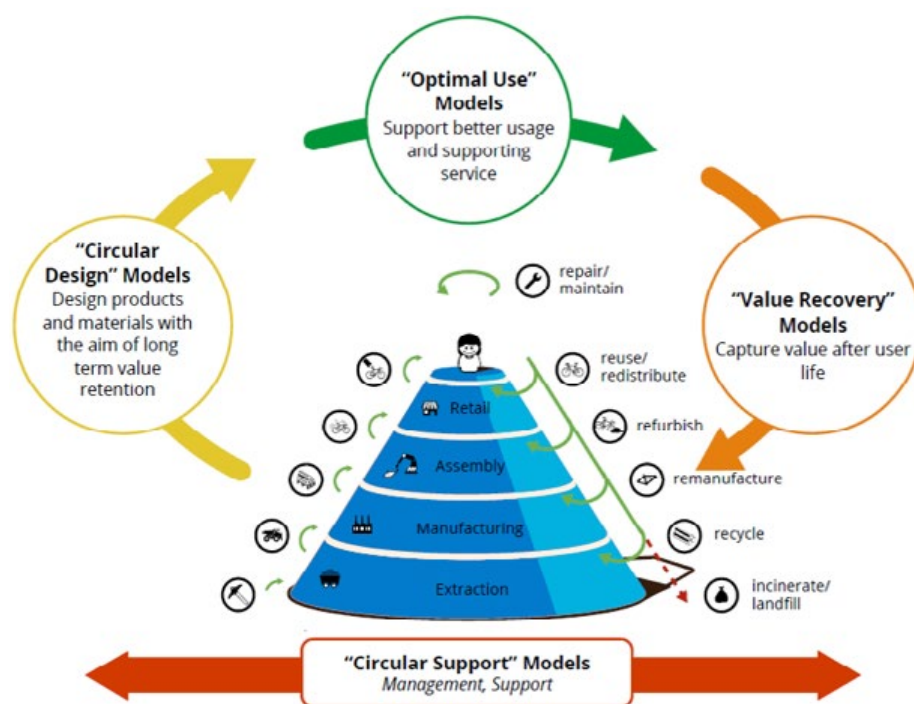 “Optimal Use”
Models
Support better usage
and supporting
service
“Circular
Design” Models
Design products
and materials with
the aim of long
term value
retention
“Value Recovery”
Models
Capture value after user
life
repair/
maintain
reuse/
redistribute
refurbish
remanufacture
recycle
incinerate/
landfill
Retail
Assembly
Manufacturing
Extraction
“Circular Support” Models
Management, Support